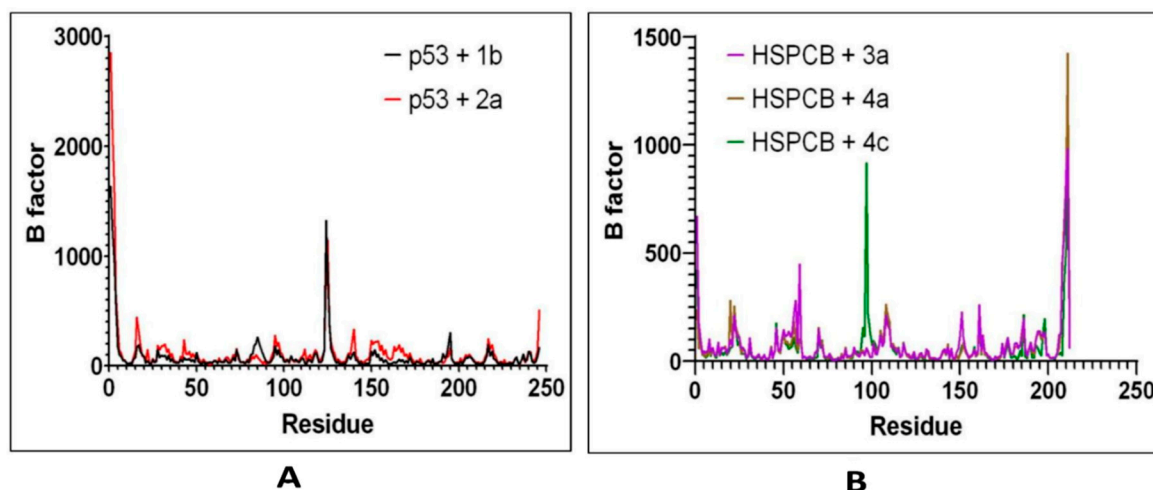 3000
2000
1000
0
B factor
p53 + 1b
p53 + 2a
0 50 100 150 200 250
Residue
A
1500
1000
500
0
B factor
HSPCB + 3a
HSPCB + 4a
HSPCB + 4c
0 50 100 150 200 250
Residue
B